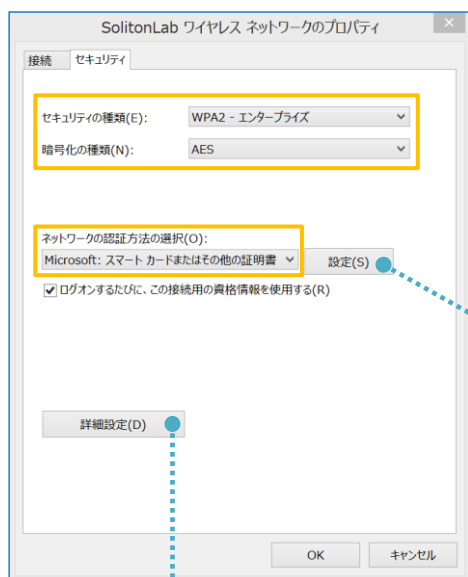 SolitonLab ワイヤレス ネットワークのプロパティ
接続 セキュリティ
セキュリティの種類(E): WPA2 - エンタープライズ
暗号化の種類(N): AES
ネットワークの認証方法の選択(O):
Microsoft: スマート カードまたはその他の証明書 設定(S)
ログオンするたびに、この接続用の資格情報を使用する(R)
詳細設定(D)
OK キャンセル